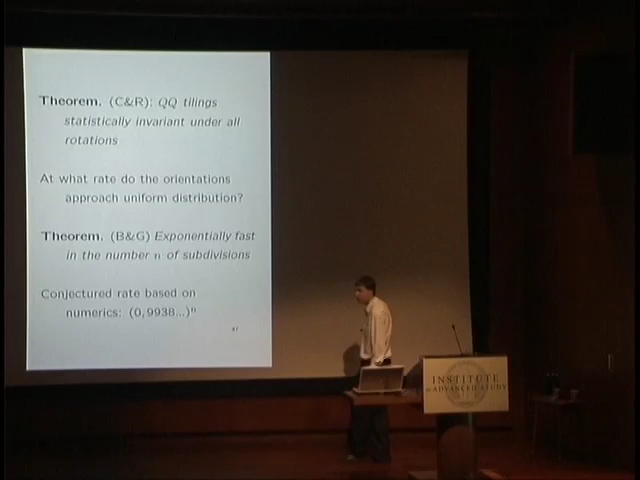 Theorem. (C&R): QQ tilings
statistically invariant under all
rotations
At what rate do the orientations
approach uniform distribution?
Theorem. (B&G) Exponentially fast
in the number n of subdivisions
Conjectured rate based on
numerics: (0,9938...)ⁿ
INSTITUTE
ADVANCED STUDY